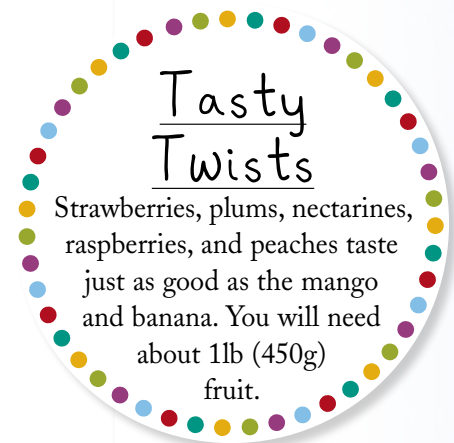 Tasty
Twists
Strawberries, plums, nectarines,
raspberries, and peaches taste
just as good as the mango
and banana. You will need
about 1lb (450g)
fruit.